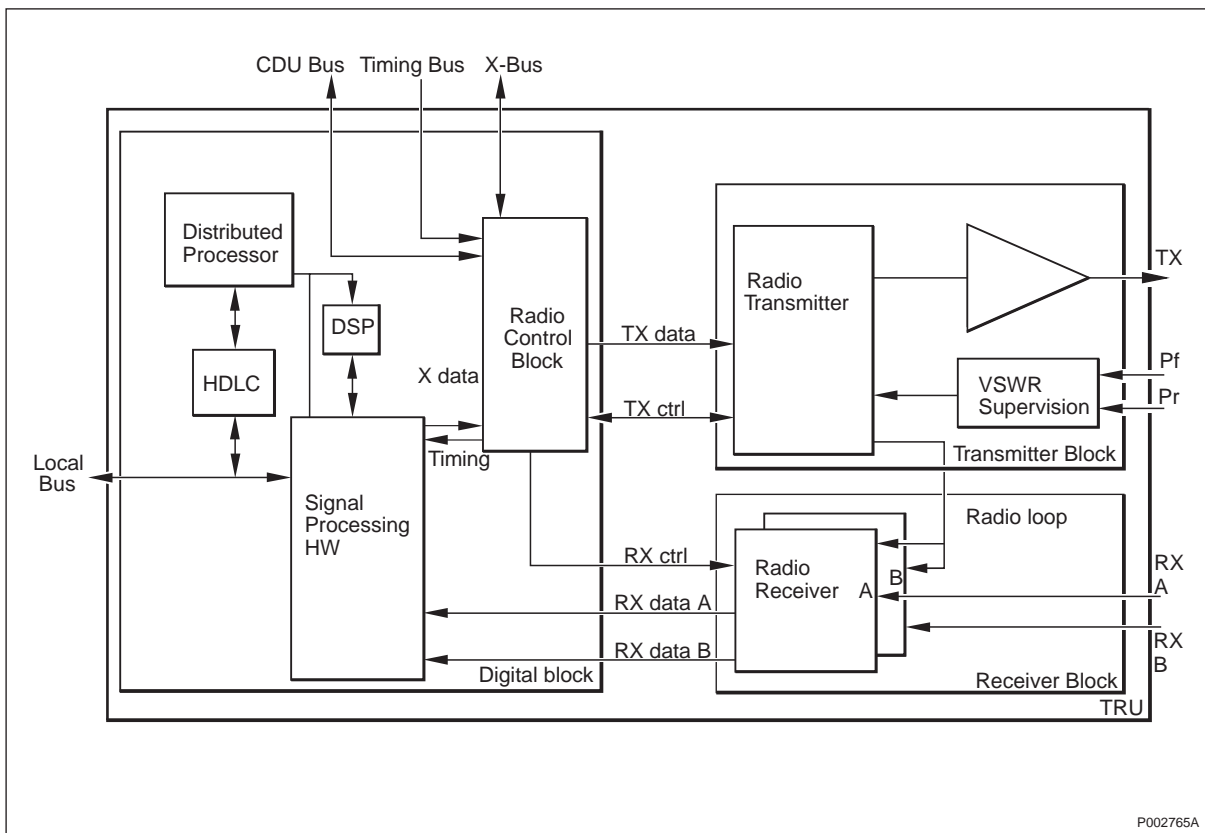 CDU Bus
Timing Bus
X-Bus
Distributed
Processor
DSP
HDLC
X data
Timing
Local
Bus
Signal
Processing
HW
Radio
Control
Block
Digital block
TX data
TX ctrl
RX ctrl
RX data A
RX data B
Radio
Transmitter
VSWR
Supervision
Transmitter Block
TX
Pf
Pr
Radio loop
Radio
Receiver
A
B
RX
A
RX
B
Receiver Block
TRU
P002765A